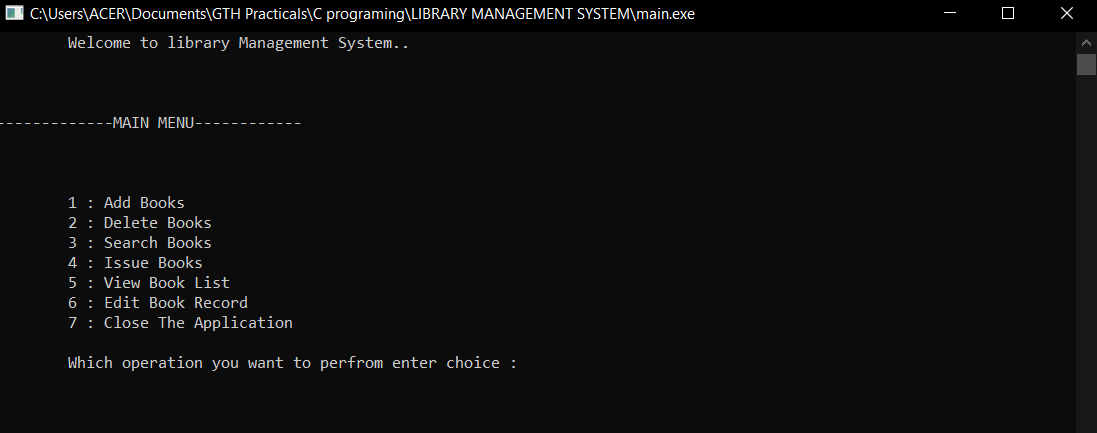 C:\Users\ACER\Documents\GTH Practicals\C programing\LIBRARY MANAGEMENT SYSTEM\main.exe
Welcome to library Management System..
-------------MAIN MENU------------
1 : Add Books
2 : Delete Books
3 : Search Books
4 : Issue Books
5 : View Book List
6 : Edit Book Record
7 : Close The Application
Which operation you want to perfrom enter choice :